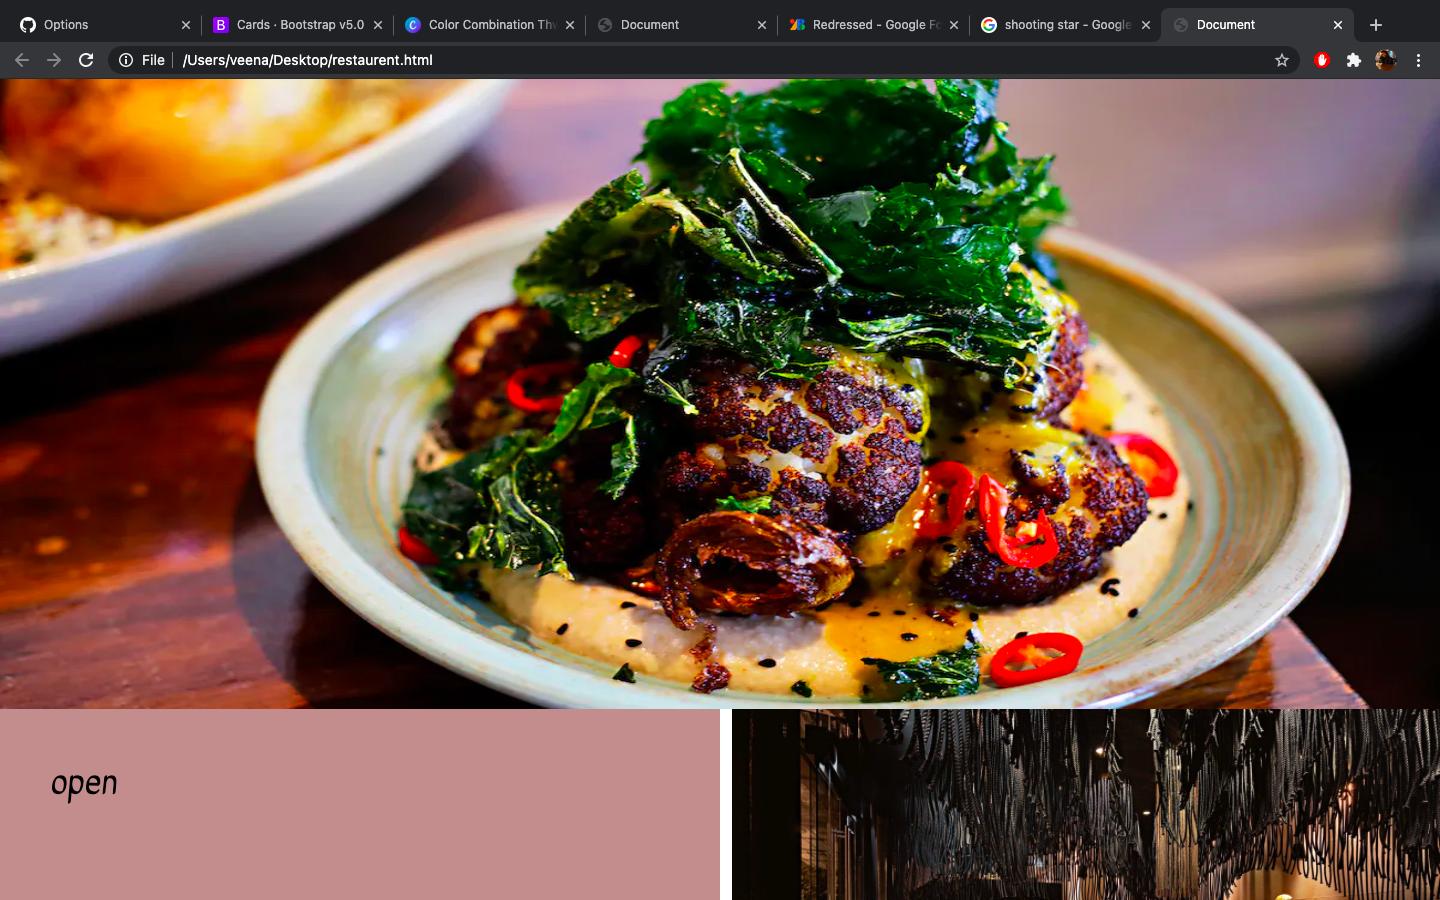 Options
Cards · Bootstrap v5.0
Color Combination
Document
Redressed - Google
shooting star - Google
Document
File
/Users/veena/Desktop/restaurent.html
open